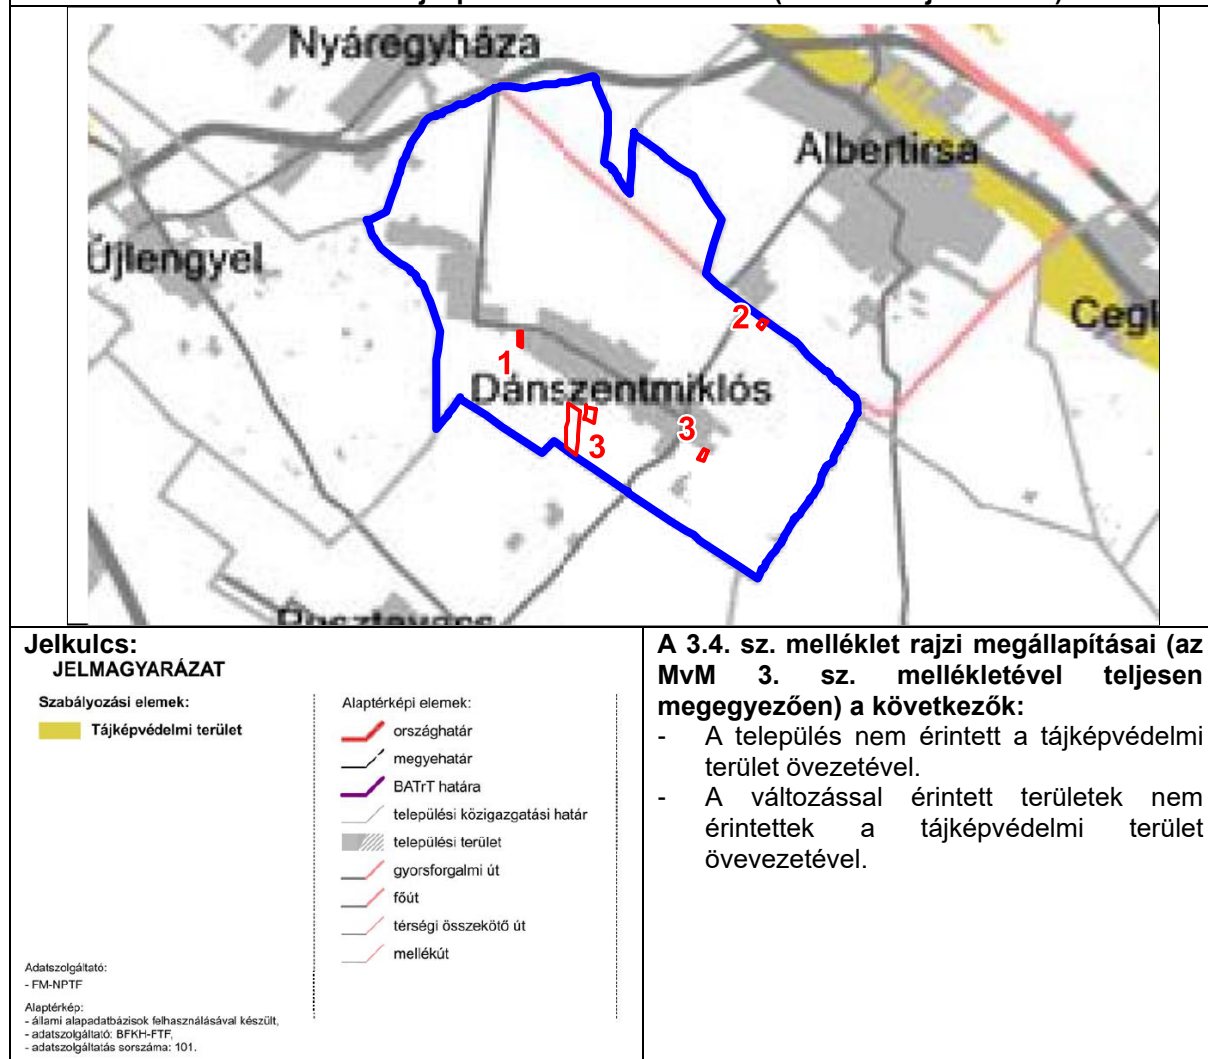 Nyáregyháza
Albertirsa
Újlengyel
2
1
Dánszentmiklós
3
3
Jelkulcs:
JELMAGYARÁZAT
Szabályozási elemek:
Tájképvédelmi terület
Alaptérképi elemek:
országhatár
megyehatár
BATrT határa
települési közigazgatási határ
települési terület
gyorsforgalmi út
főút
térségi összekötő út
mellékút
Adatszolgáltató:
- FM-NPTF
Alaptérkép:
- állami alapadatbázisok felhasználásával készült,
- adatszolgáltató: BFKH-FTF,
- adatszolgáltatás sorszáma: 101.
A 3.4. sz. melléklet rajzi megállapításai (az
MvM 3. sz. mellékletével teljesen
megegyezően) a következők:
- A település nem érintett a tájképvédelmi
terület övezetével.
- A változással érintett területek nem
érintettek a tájképvédelmi terület
övevezetével.